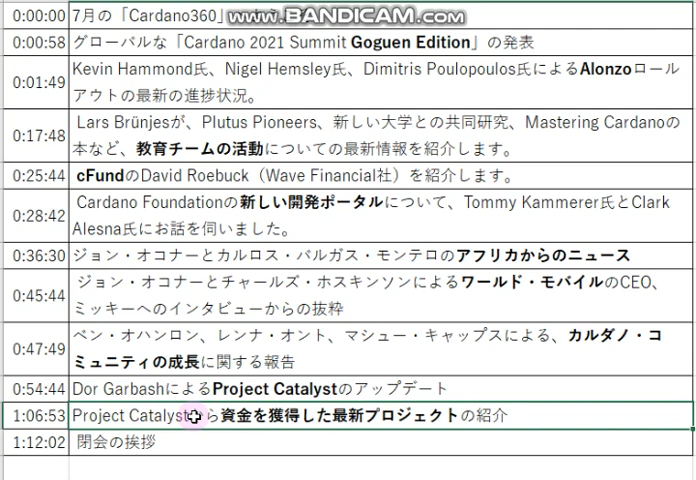 www.BANDICAM.com
0:00:00 7月の「Cardano360」
0:00:58 グローバルな「Cardano 2021 Summit Goguen Edition」の発表
0:01:49 Kevin Hammond氏、Nigel Hemsley氏、Dimitris Poulopoulos氏によるAlonzoロール
アウトの最新の進捗状況。
0:17:48 Lars Brünjesが、Plutus Pioneers、新しい大学との共同研究、Mastering Cardanoの
本など、教育チームの活動についての最新情報を紹介します。
0:25:44 cFundのDavid Roebuck（Wave Financial社）を紹介します。
0:28:42 Cardano Foundationの新しい開発ポータルについて、Tommy Kammerer氏とClark
Alesna氏にお話を伺いました。
0:36:30 ジョン・オコナーとカルロス・バルガス・モンテロのアフリカからのニュース
0:45:44 ジョン・オコナーとチャールズ・ホスキンソンによるワールド・モバイルのCEO、
ミッキーへのインタビューからの抜粋
0:47:49 ベン・オハンロン、レンナ・オント、マシュー・キャップスによる、カルダノ・コ
ミュニティの成長に関する報告
0:54:44 Dor GarbashによるProject Catalystのアップデート
1:06:53 Project Catalystから資金を獲得した最新プロジェクトの紹介
1:12:02 閉会の挨拶